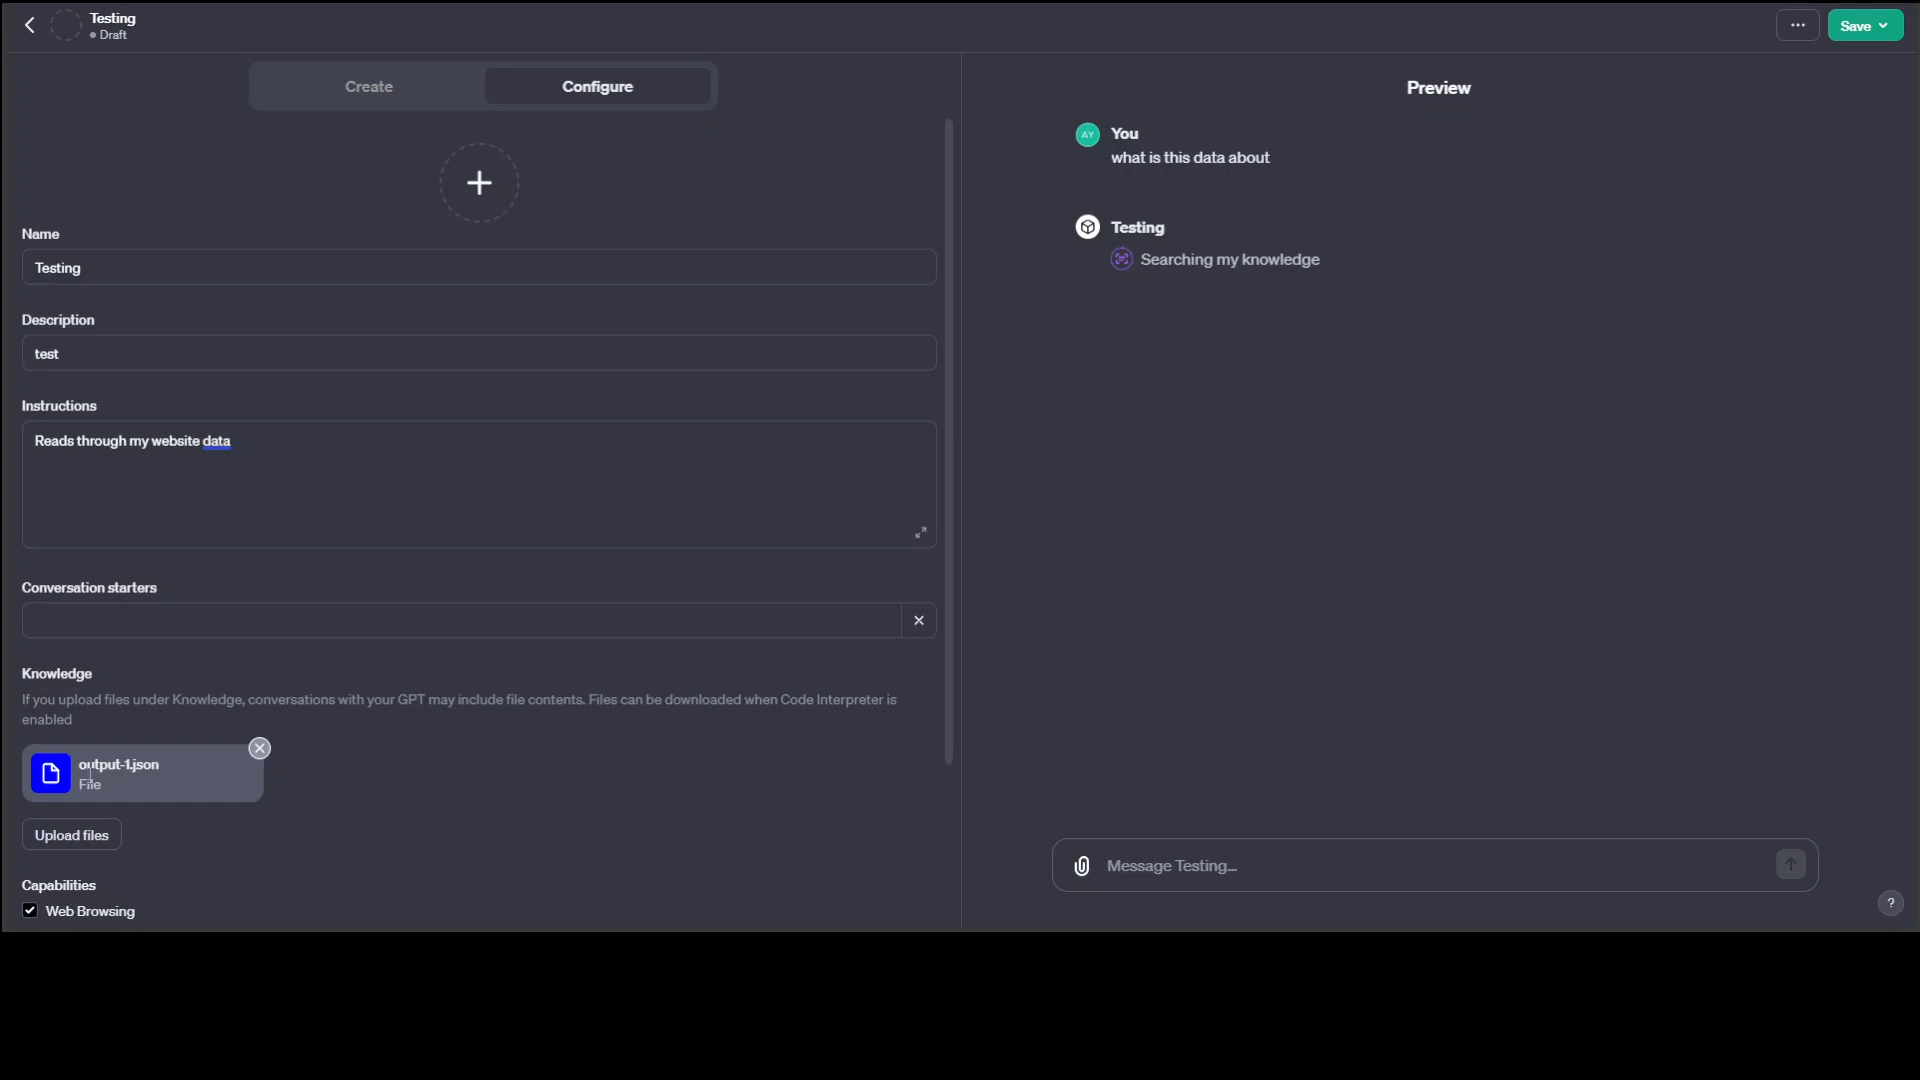 Testing
Draft
Save
Create
Configure
Name
Testing
Description
test
Instructions
Reads through my website data
Conversation starters
Knowledge
If you upload files under Knowledge, conversations with your GPT may include file contents. Files can be downloaded when Code Interpreter is
enabled
output-1.json
File
Upload files
Capabilities
Web Browsing
Preview
AY
You
what is this data about
Testing
Searching my knowledge
Message Testing...
?